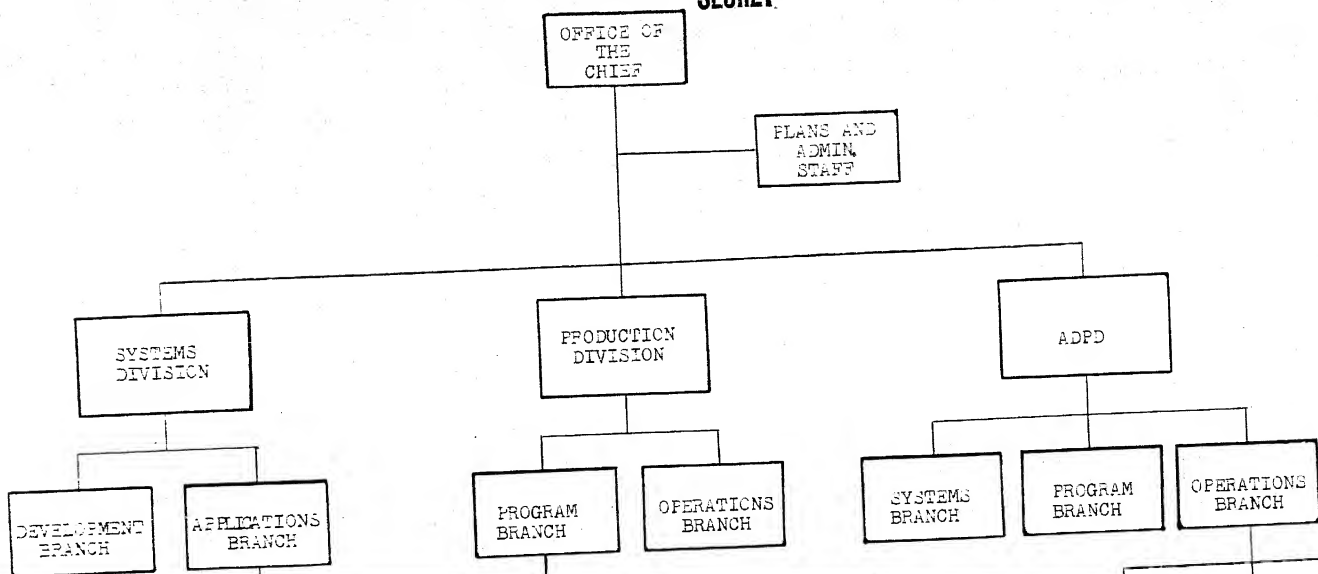 SECRET
OFFICE OF
THE
CHIEF
PLANS AND
ADMIN.
STAFF
SYSTEMS
DIVISION
PRODUCTION
DIVISION
ADPD
DEVELOPMENT
BRANCH
APPLICATIONS
BRANCH
PROGRAM
BRANCH
OPERATIONS
BRANCH
SYSTEMS
BRANCH
PROGRAM
BRANCH
OPERATIONS
BRANCH